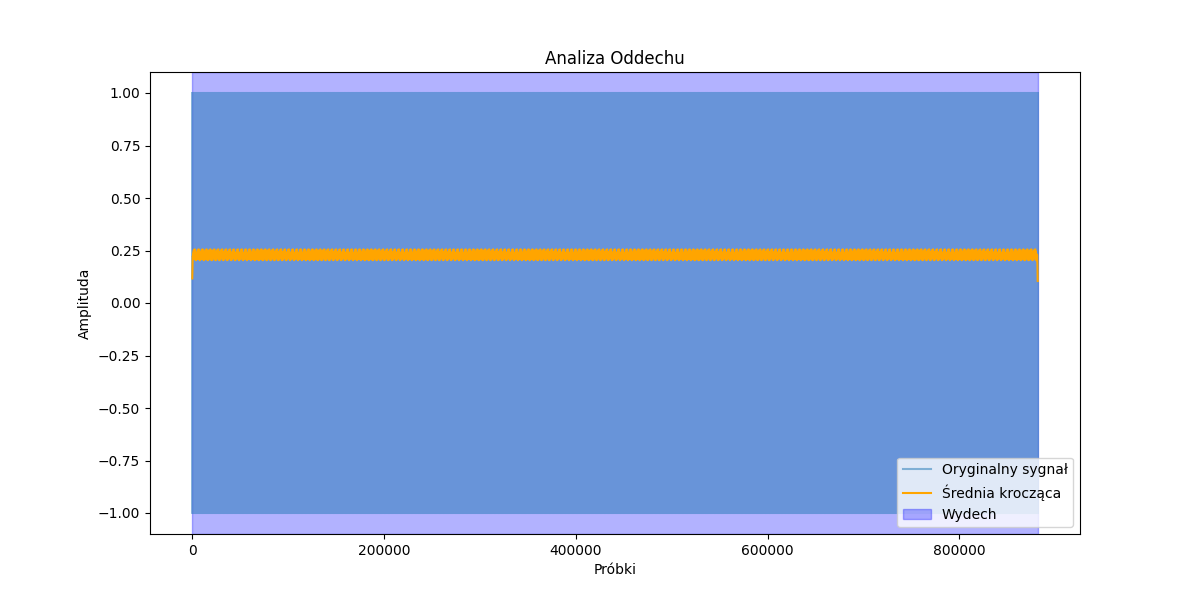 Analiza Oddechu
Amplituda
1.00
0.75
0.50
0.25
0.00
−0.25
−0.50
−0.75
−1.00
Oryginalny sygnał
Średnia krocząca
Wydech
0 200000 400000 600000 800000
Próbki